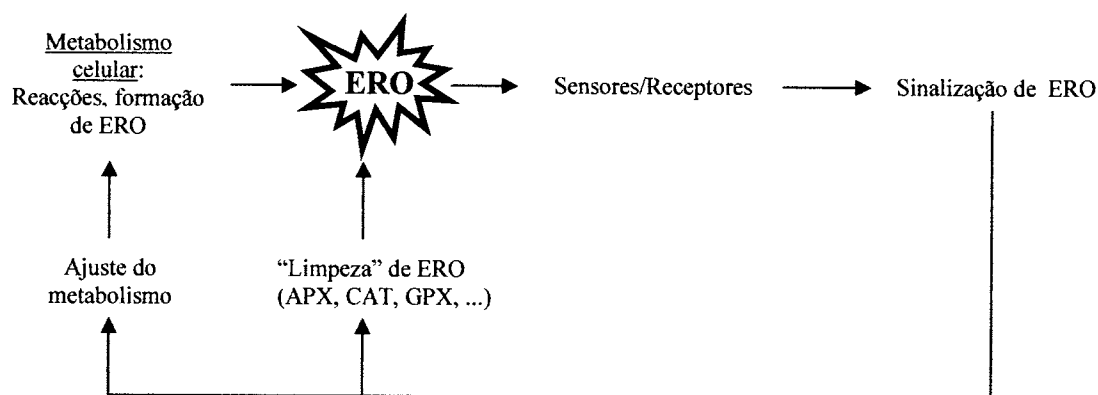 Metabolismo
celular:
Reacções, formação
de ERO
ERO
Sensores/Receptores
Sinalização de ERO
Ajuste do
metabolismo
“Limpeza” de ERO
(APX, CAT, GPX, ...)